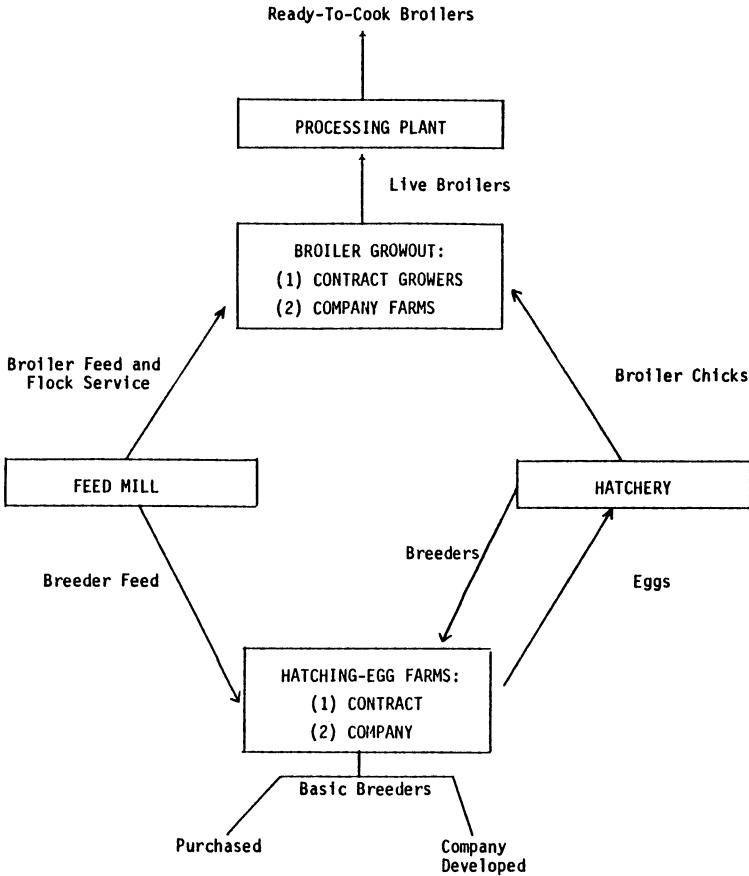 Ready-To-Cook Broilers
PROCESSING PLANT
Live Broilers
BROILER GROWOUT:
(1) CONTRACT GROWERS
(2) COMPANY FARMS
Broiler Feed and
Flock Service
Broiler Chicks
FEED MILL
HATCHERY
Breeders
Breeder Feed
Eggs
HATCHING-EGG FARMS:
(1) CONTRACT
(2) COMPANY
Basic Breeders
Purchased
Company
Developed